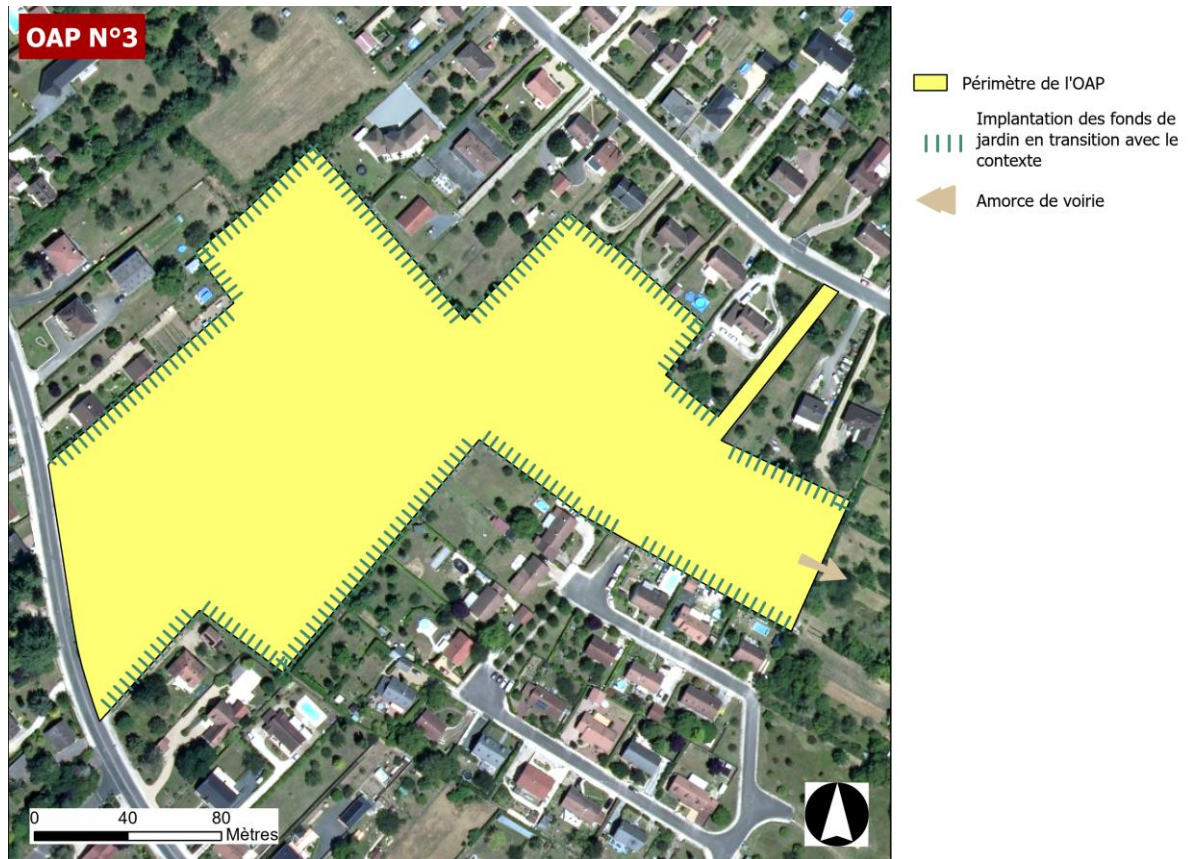 OAP N°3
Périmètre de l'OAP
Implantation des fonds de
jardin en transition avec le
contexte
Amorce de voirie
0 40 80
Mètres